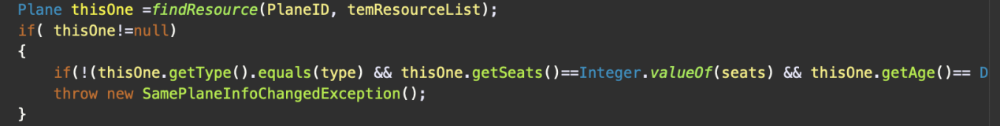 Plane thisOne =findResource(PlaneID, temResourceList);
if( thisOne!=null)
{
    if(!(thisOne.getType().equals(type) && thisOne.getSeats()==Integer.valueOf(seats) && thisOne.getAge()== D
    throw new SamePlaneInfoChangedException();
}